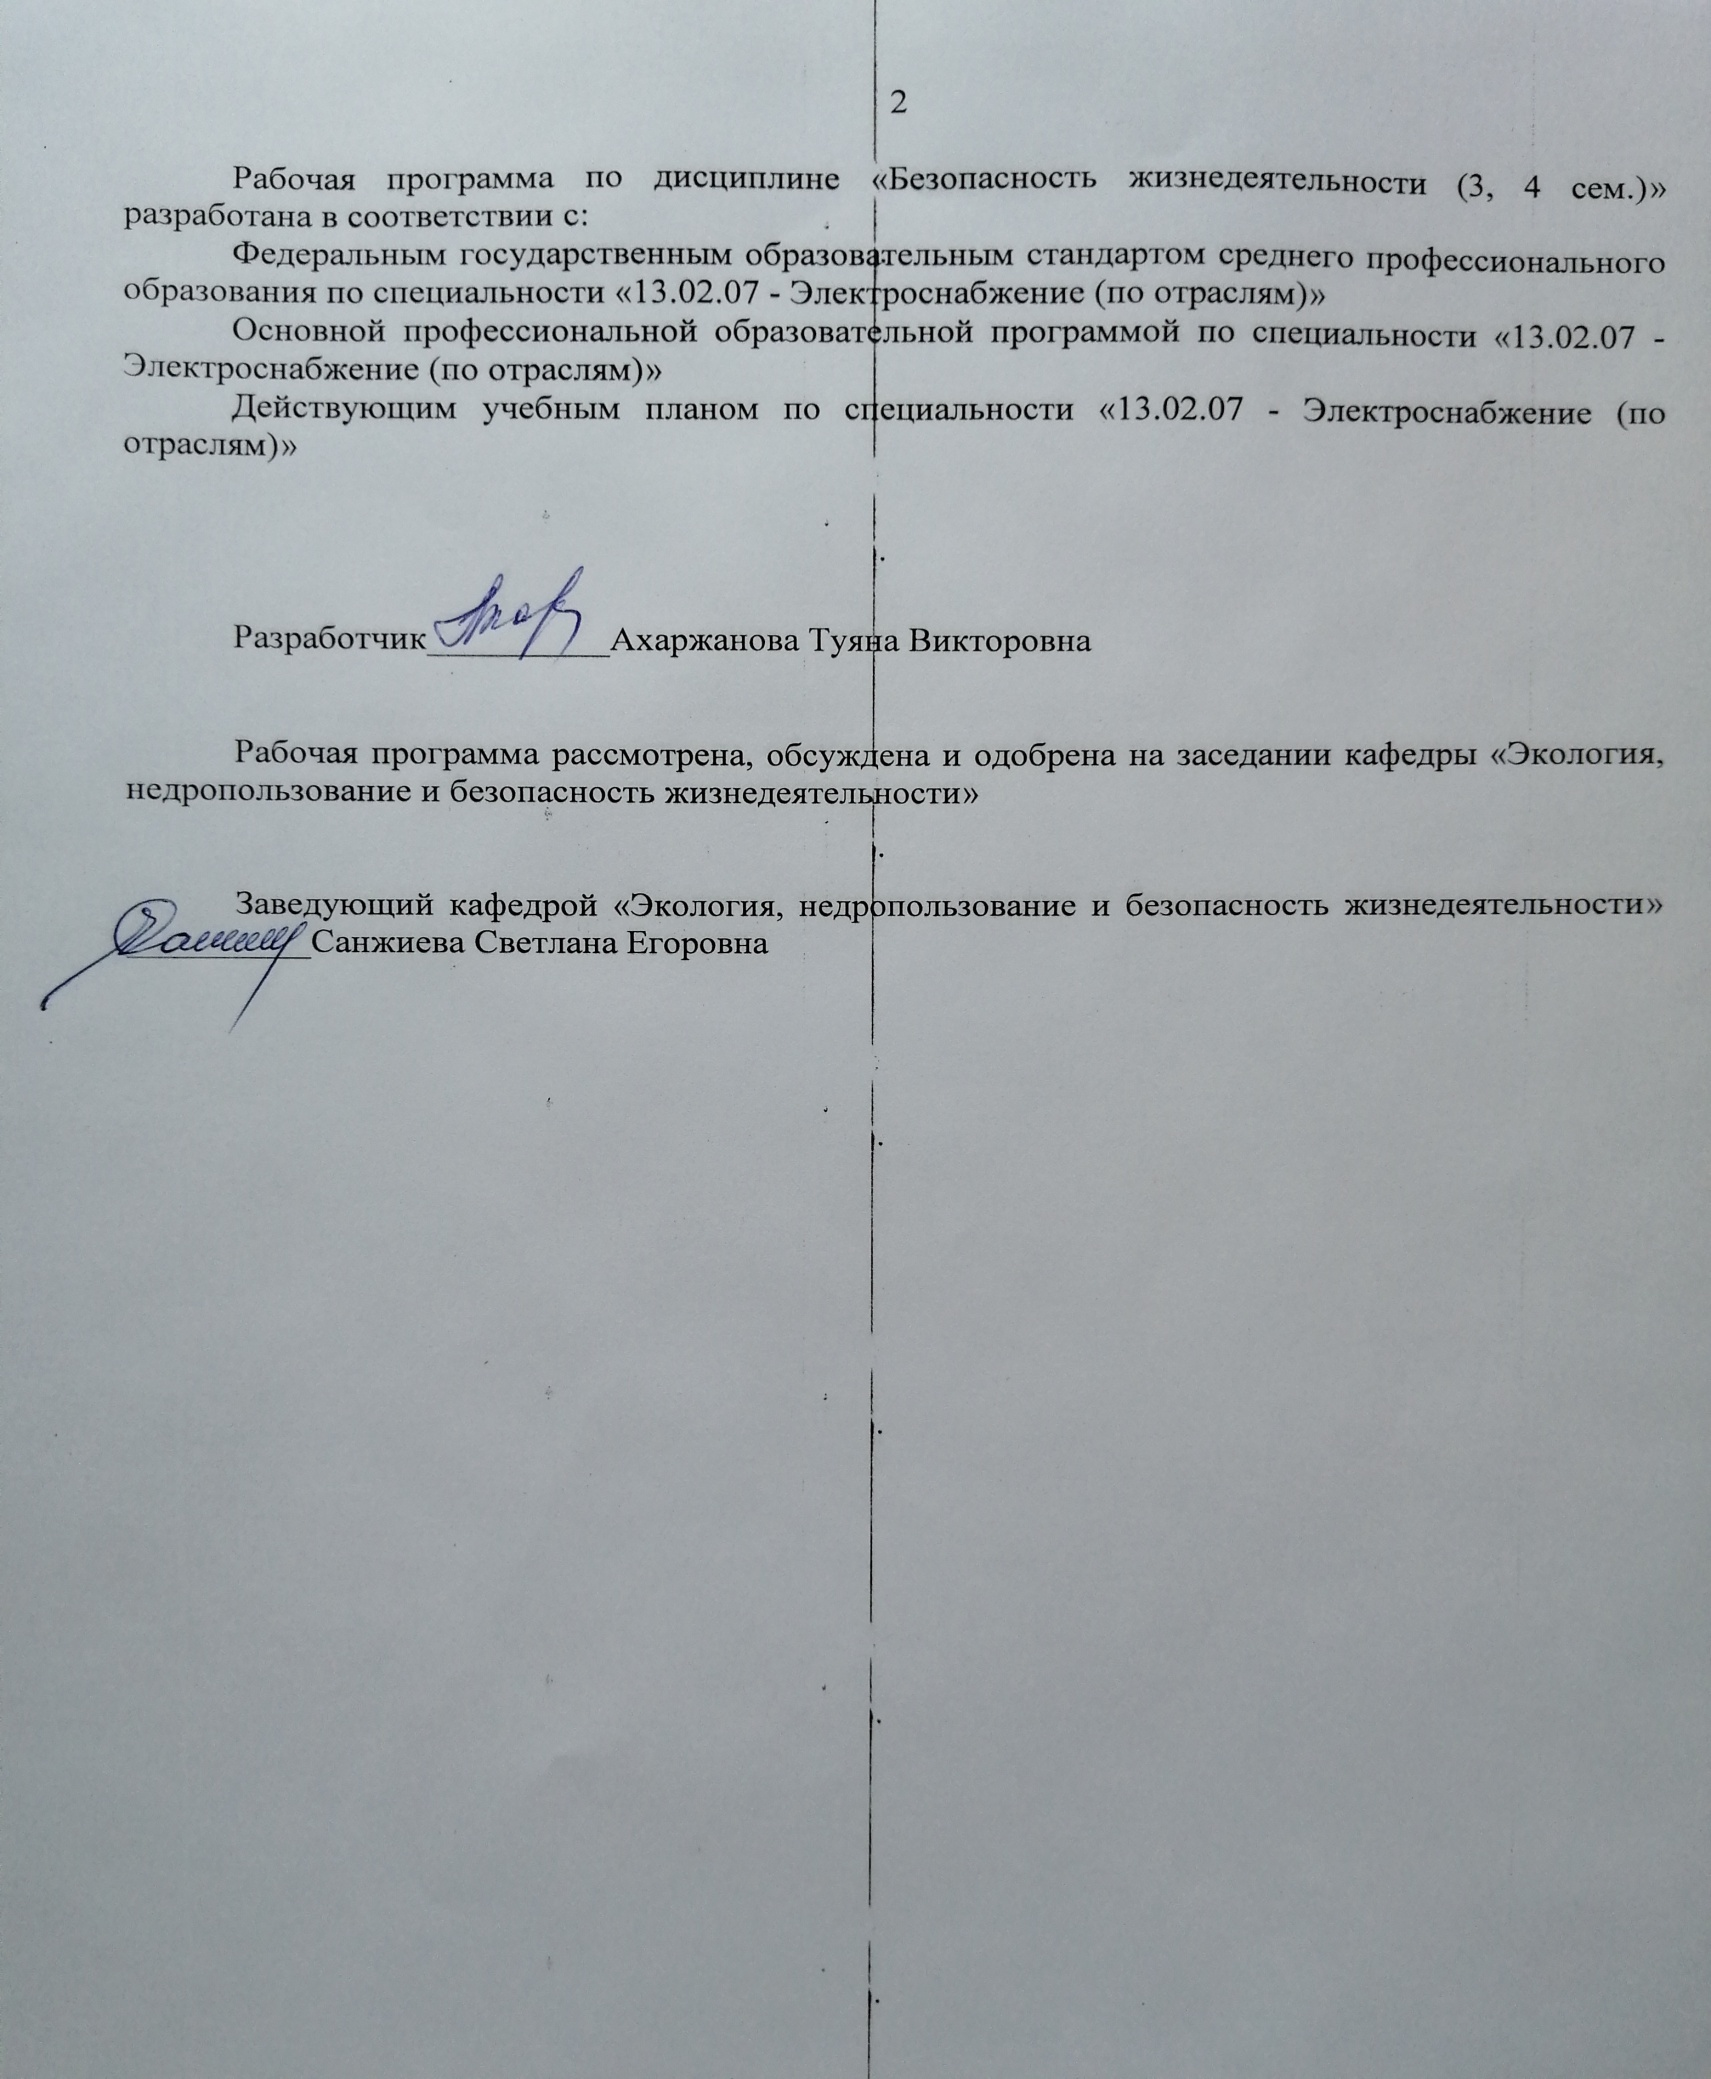 2
Рабочая программа по дисциплине «Безопасность жизнедеятельности (3, 4 сем.)»
разработана в соответствии с:
Федеральным государственным образовательным стандартом среднего профессионального
образования по специальности «13.02.07 - Электроснабжение (по отраслям)»
Основной профессиональной образовательной программой по специальности «13.02.07 -
Электроснабжение (по отраслям)»
Действующим учебным планом по специальности «13.02.07 - Электроснабжение (по
отраслям)»
Разработчик___________Ахаржанова Туяна Викторовна
Рабочая программа рассмотрена, обсуждена и одобрена на заседании кафедры «Экология,
недропользование и безопасность жизнедеятельности»
Заведующий кафедрой «Экология, недропользование и безопасность жизнедеятельности»
___________Санжиева Светлана Егоровна